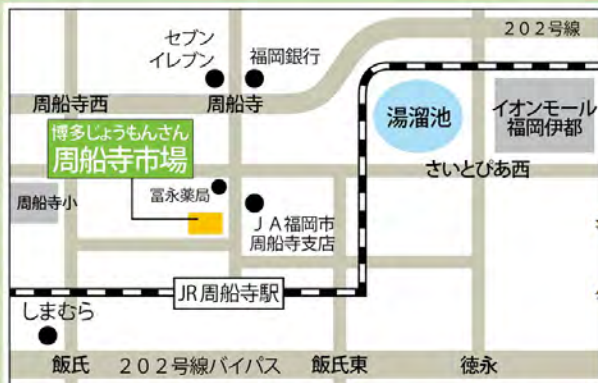 202号線
セブン
イレブン
福岡銀行
周船寺西
周船寺
湯溜池
イオンモール
福岡伊都
博多じょうもんさん
周船寺市場
さいとぴあ西
周船寺小
冨永薬局
JA福岡市
周船寺支店
JR周船寺駅
しまむら
飯氏
202号線バイパス
飯氏東
徳永